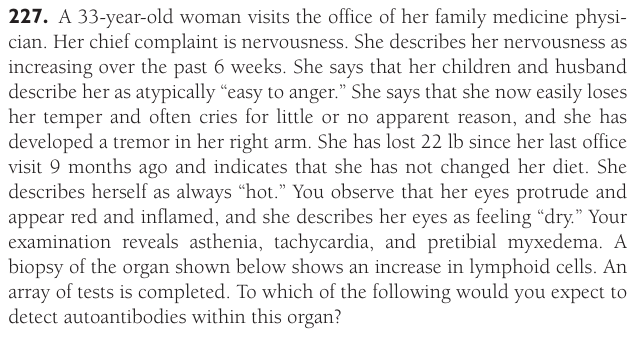 227. A 33-year-old woman visits the office of her family medicine physi-
cian. Her chief complaint is nervousness. She describes her nervousness as
increasing over the past 6 weeks. She says that her children and husband
describe her as atypically “easy to anger.” She says that she now easily loses
her temper and often cries for little or no apparent reason, and she has
developed a tremor in her right arm. She has lost 22 lb since her last office
visit 9 months ago and indicates that she has not changed her diet. She
describes herself as always “hot.” You observe that her eyes protrude and
appear red and inflamed, and she describes her eyes as feeling “dry.” Your
examination reveals asthenia, tachycardia, and pretibial myxedema. A
biopsy of the organ shown below shows an increase in lymphoid cells. An
array of tests is completed. To which of the following would you expect to
detect autoantibodies within this organ?